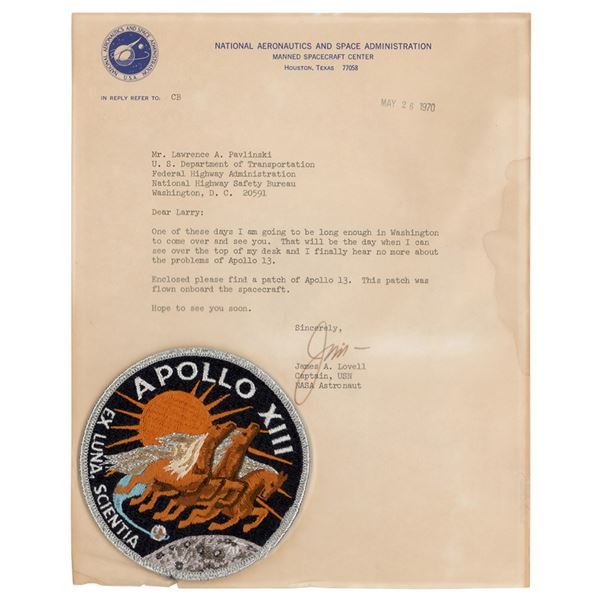 NATIONAL AERONAUTICS AND SPACE ADMINISTRATION
MANNED SPACECRAFT CENTER
HOUSTON, TEXAS 77058
NATIONAL AERONAUTICS AND SPACE ADMINISTRATION
U.S.A.
IN REPLY REFER TO: CB
MAY 26 1970
Mr. Lawrence A. Pavlinski
U. S. Department of Transportation
Federal Highway Administration
National Highway Safety Bureau
Washington, D. C. 20591
Dear Larry:
One of these days I am going to be long enough in Washington
to come over and see you. That will be the day when I can
see over the top of my desk and I finally hear no more about
the problems of Apollo 13.
Enclosed please find a patch of Apollo 13. This patch was
flown onboard the spacecraft.
Hope to see you soon.
Sincerely,
Jim
James A. Lovell
Captain, USN
NASA Astronaut
APOLLO XIII
EX LUNA, SCIENTIA